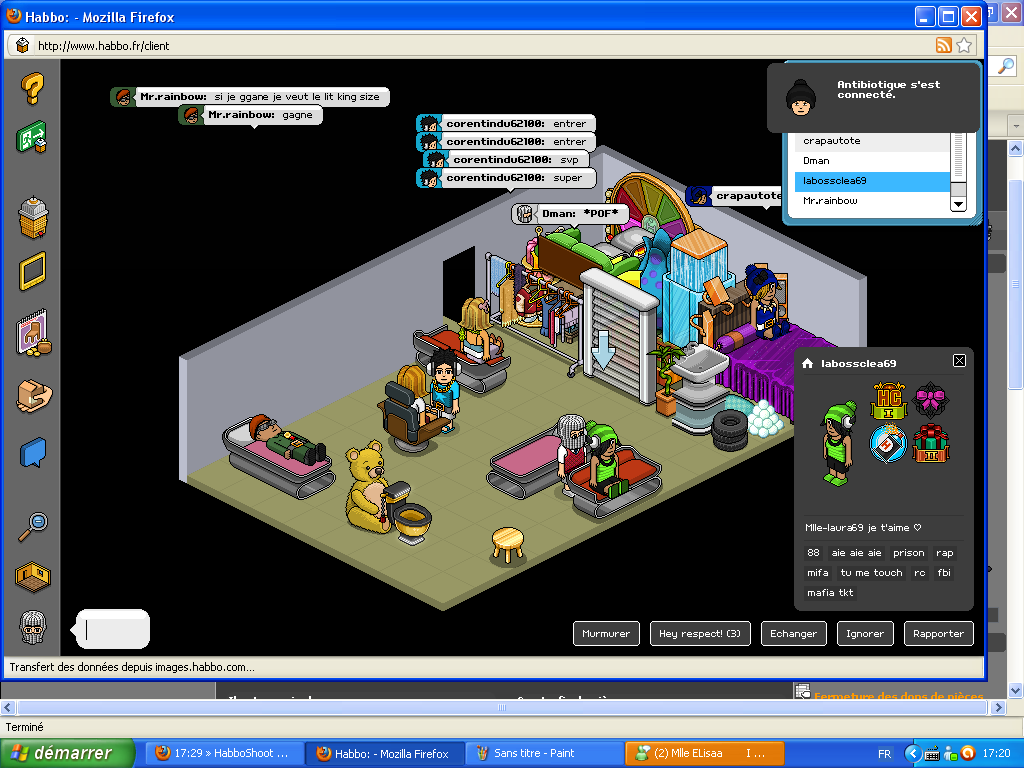 Habbo: - Mozilla Firefox
http://www.habbo.fr/client
Mr.rainbow: si je ggane je veut le lit king size
Mr.rainbow: gagne
corentindu62100: entrer
corentindu62100: entrer
corentindu62100: svp
corentindu62100: super
Dman: *POF*
crapautote
Antibiotique s'est
connecté.
crapautote
Dman
labossclea69
Mr.rainbow
labossclea69
HC
I
III
Mlle-laura69 je t'aime ♡
88 aie aie aie prison rap
mifa tu me touch rc fbi
mafia tkt
Murmurer Hey respect! (3) Echanger Ignorer Rapporter
Transfert des données depuis images.habbo.com...
Fermeture des dons de pièces
Terminé
démarrer
17:29 » HabboShoot ...
Habbo: - Mozilla Firefox
Sans titre - Paint
(2) Mlle ELisaa I ...
FR
17:20